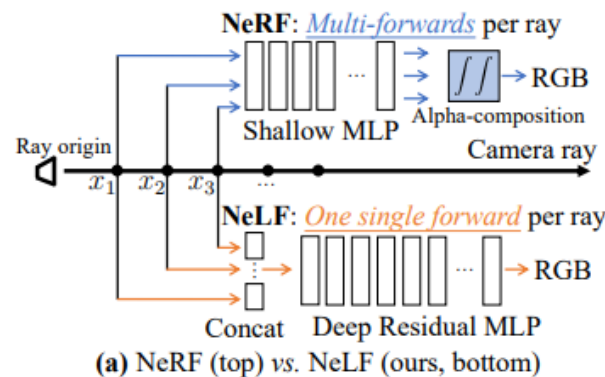 NeRF: Multi-forwards per ray
... ∫∫ RGB
Shallow MLP Alpha-composition
Ray origin Camera ray
x₁ x₂ x₃ ...
NeLF: One single forward per ray
⋮ ... RGB
Concat Deep Residual MLP
(a) NeRF (top) vs. NeLF (ours, bottom)